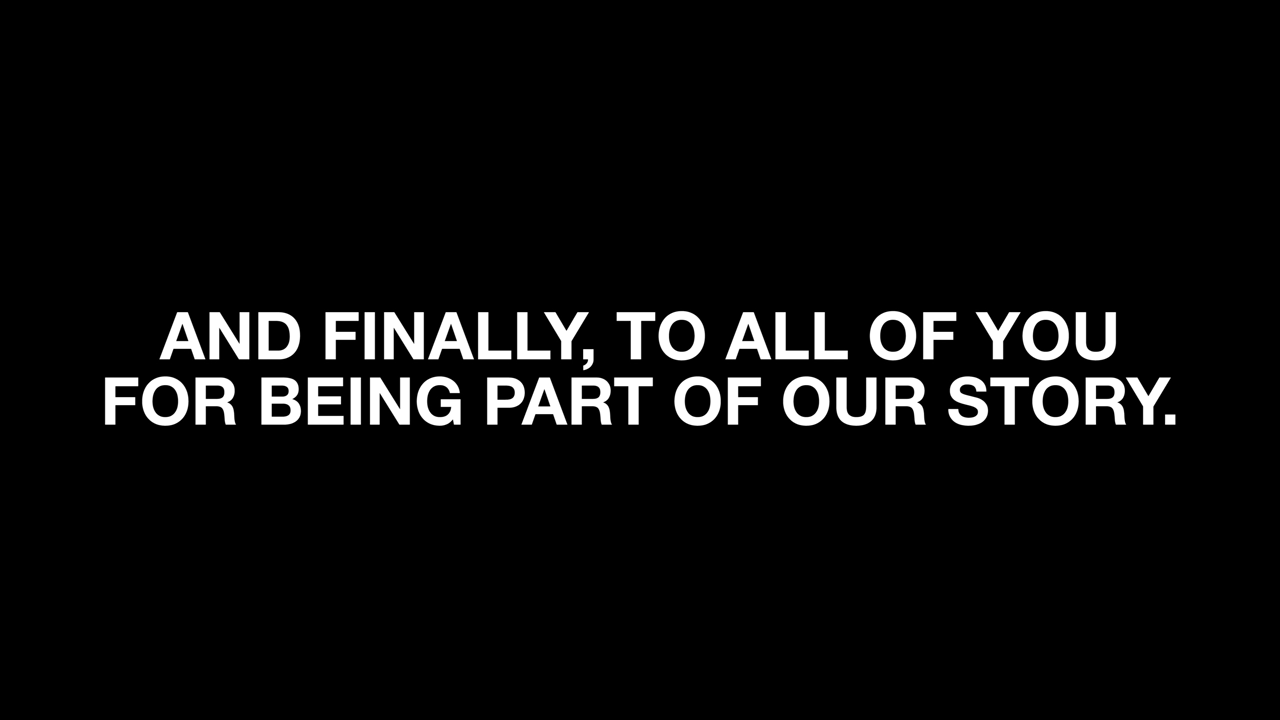 AND FINALLY, TO ALL OF YOU
FOR BEING PART OF OUR STORY.